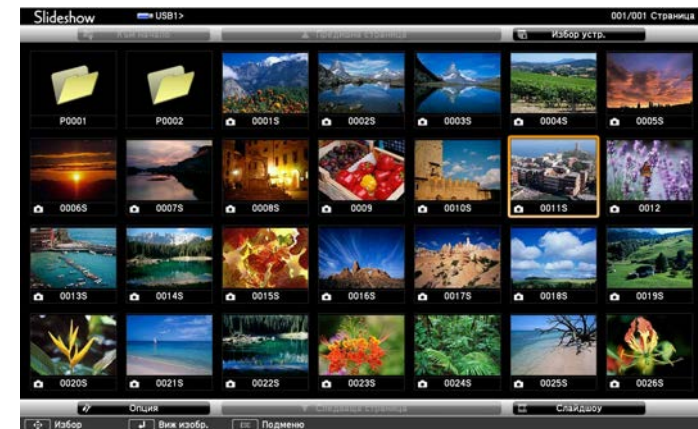 Slideshow USB1> 001/001 Страница
Към начало Предишна страница Избор устр.
P0001 P0002 0001S 0002S 0003S 0004S 0005S
0006S 0007S 0008S 0009 0010S 0011S 0012
0013S 0014S 0015S 0016S 0017S 0018S 0019S
0020S 0021S 0022S 0023S 0024S 0025S 0026S
Опция Следваща страница Слайдшоу
Избор Виж изобр. Esc Подменю